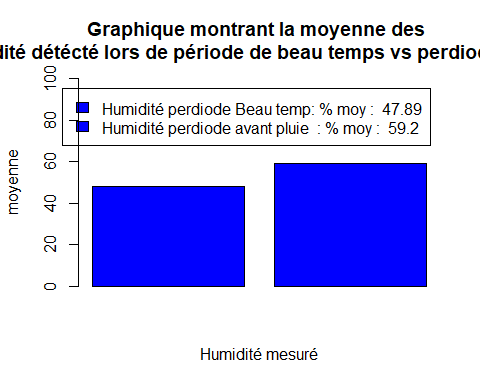 Graphique montrant la moyenne des
dité détécté lors de période de beau temps vs perdio
100
80
60
40
20
0
moyenne
Humidité perdiode Beau temp: % moy : 47.89
Humidité perdiode avant pluie : % moy : 59.2
Humidité mesuré